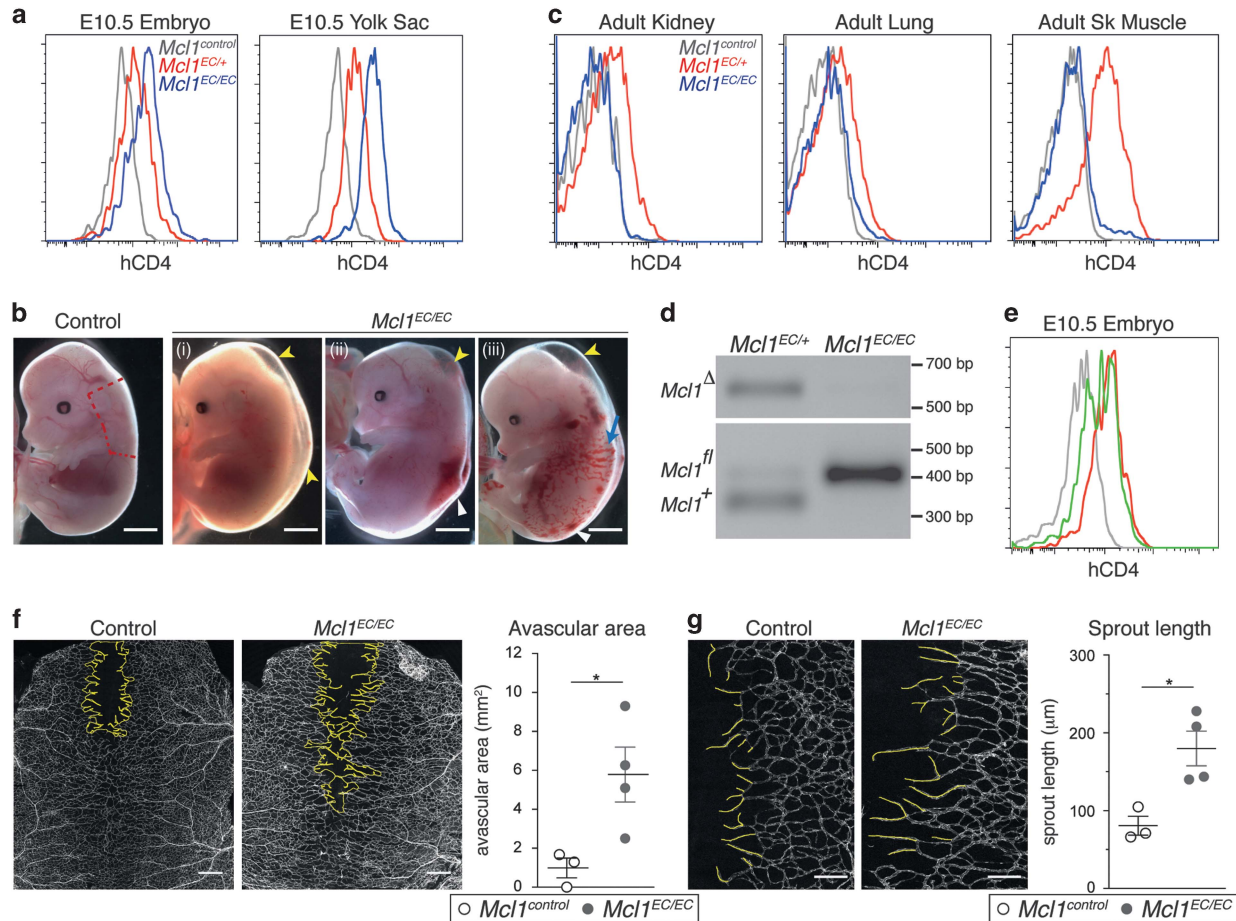 a
E10.5 Embryo
Mcl1control
Mcl1EC/+
Mcl1EC/EC
hCD4
E10.5 Yolk Sac
hCD4
c
Adult Kidney
Mcl1control
Mcl1EC/+
Mcl1EC/EC
hCD4
Adult Lung
hCD4
Adult Sk Muscle
hCD4
b
Control
Mcl1EC/EC
(i)
(ii)
(iii)
d
Mcl1EC/+ Mcl1EC/EC
Mcl1Δ
700 bp
500 bp
Mcl1fl
Mcl1+
500 bp
400 bp
300 bp
e
E10.5 Embryo
hCD4
f
Control
Mcl1EC/EC
Avascular area
avascular area (mm²)
12
10
8
6
4
2
0
*
Mcl1control Mcl1EC/EC
g
Control
Mcl1EC/EC
Sprout length
sprout length (µm)
300
200
100
0
*
Mcl1control Mcl1EC/EC